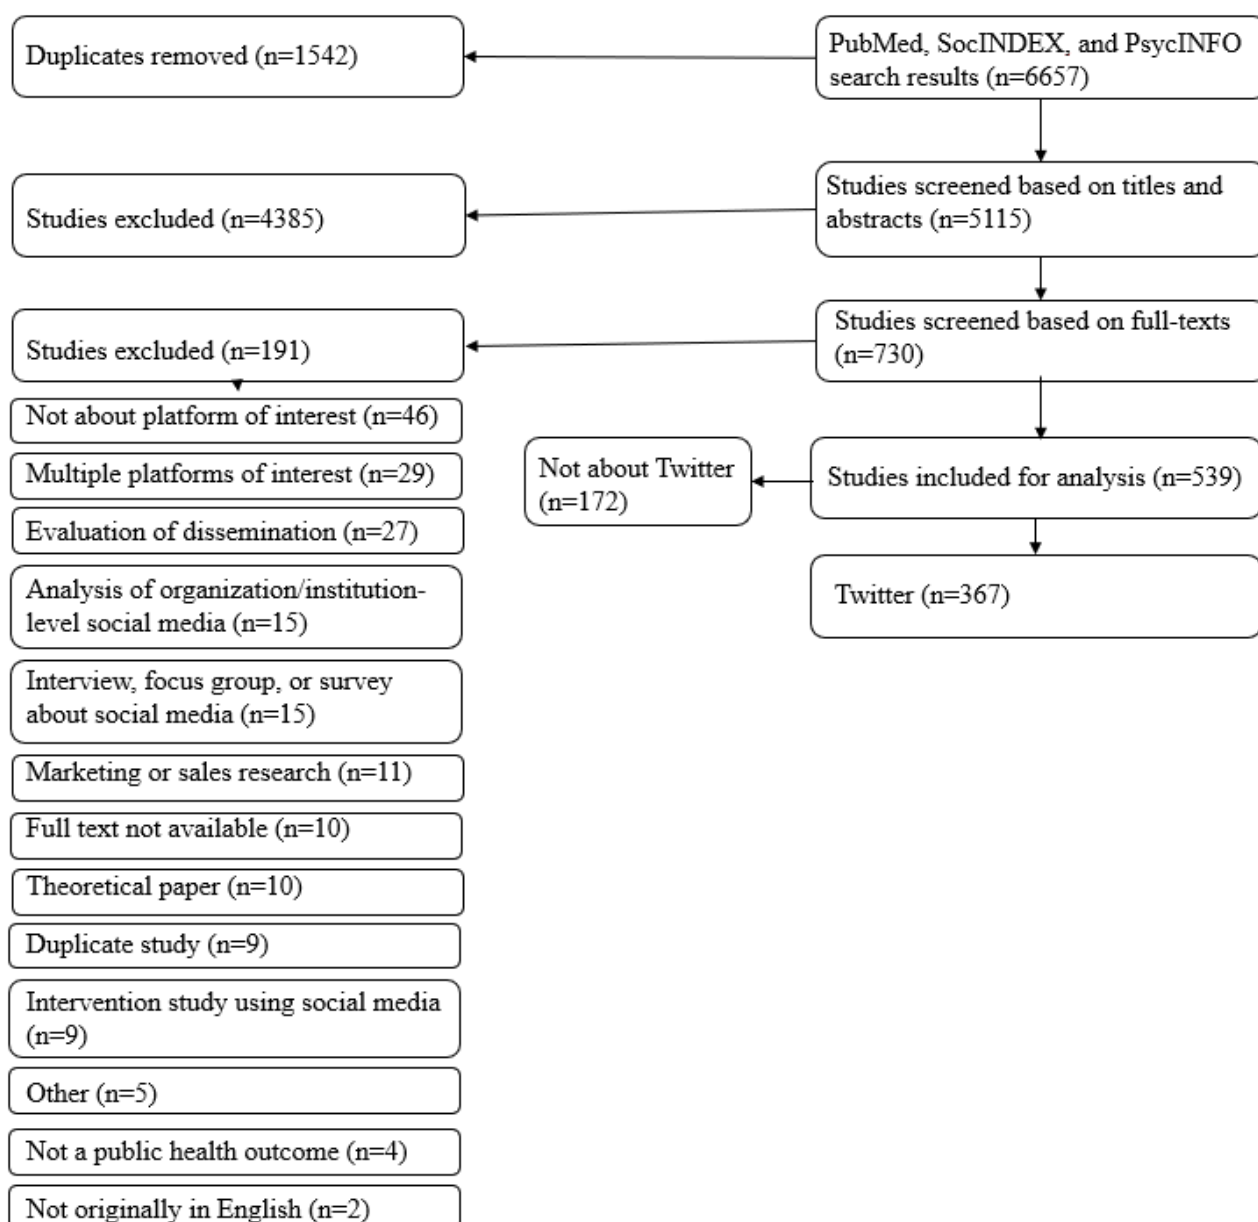 Duplicates removed (n=1542)
PubMed, SocINDEX, and PsycINFO
search results (n=6657)
Studies excluded (n=4385)
Studies screened based on titles and
abstracts (n=5115)
Studies excluded (n=191)
Studies screened based on full-texts
(n=730)
Not about platform of interest (n=46)
Multiple platforms of interest (n=29)
Evaluation of dissemination (n=27)
Analysis of organization/institution-
level social media (n=15)
Interview, focus group, or survey
about social media (n=15)
Marketing or sales research (n=11)
Full text not available (n=10)
Theoretical paper (n=10)
Duplicate study (n=9)
Intervention study using social media
(n=9)
Other (n=5)
Not a public health outcome (n=4)
Not originally in English (n=2)
Not about Twitter
(n=172)
Studies included for analysis (n=539)
Twitter (n=367)